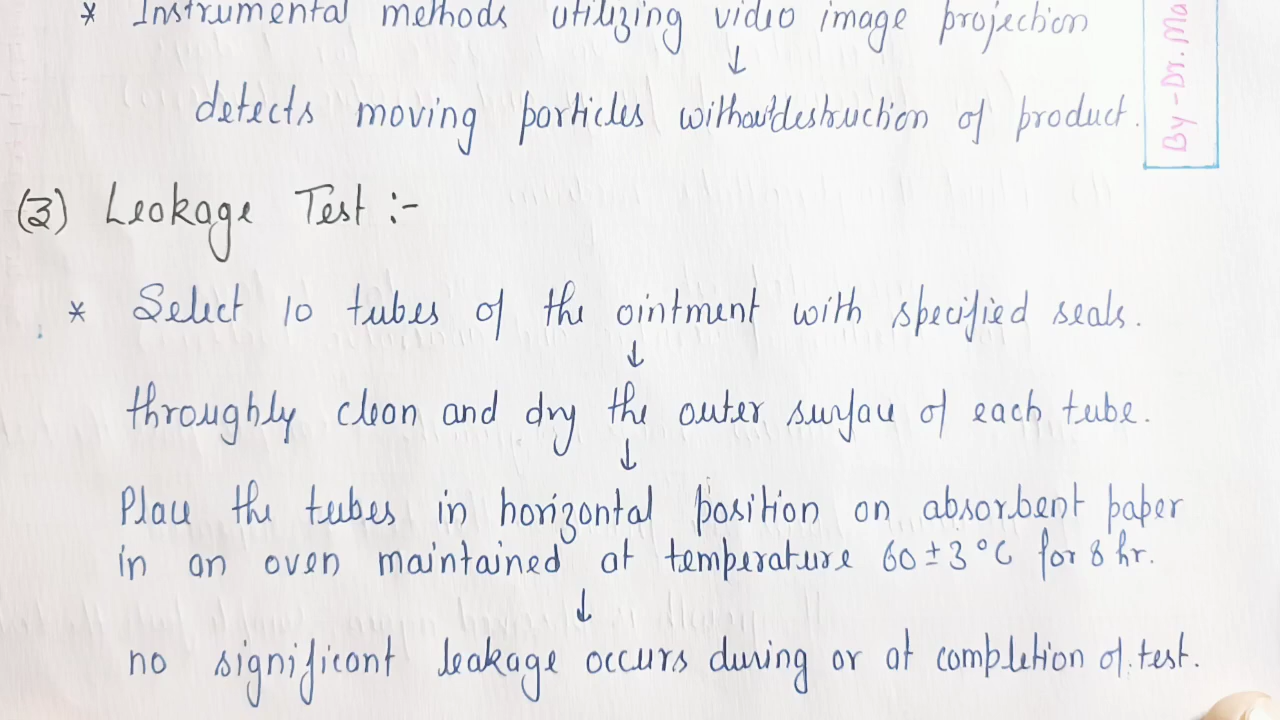 * Instrumental methods utilizing video image projection
↓
detects moving particles without destruction of product.
By - Dr. Ma
(3) Leakage Test :-
* Select 10 tubes of the ointment with specified seals.
↓
throughly clean and dry the outer surface of each tube.
↓
Place the tubes in horizontal position on absorbent paper
in an oven maintained at temperature 60 ± 3 °C for 8 hr.
↓
no significant leakage occurs during or at completion of test.